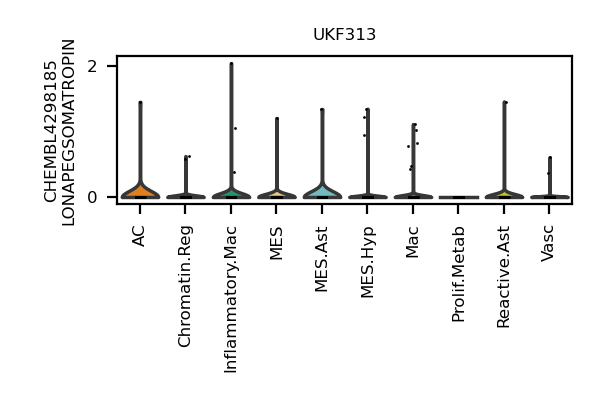 UKF313
CHEMBL4298185
LONAPEGSOMATROPIN
2
0
AC
Chromatin.Reg
Inflammatory.Mac
MES
MES.Ast
MES.Hyp
Mac
Prolif.Metab
Reactive.Ast
Vasc